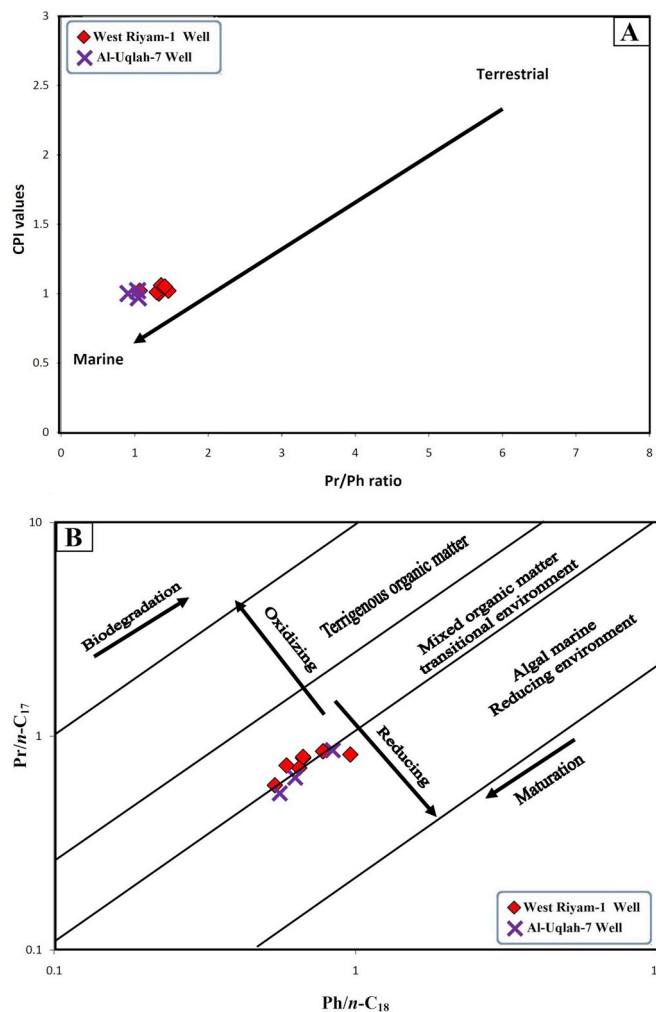 A
West Riyam-1 Well
Al-Uqlah-7 Well
Terrestrial
Marine
CPI values
3
2.5
2
1.5
1
0.5
0
0 1 2 3 4 5 6 7 8
Pr/Ph ratio
B
10
1
0.1
Pr/n-C17
Biodegradation
Oxidizing
Terrigenous organic matter
Mixed organic matter
transitional environment
Algal marine
Reducing environment
Reducing
Maturation
West Riyam-1 Well
Al-Uqlah-7 Well
0.1 1 1
Ph/n-C18